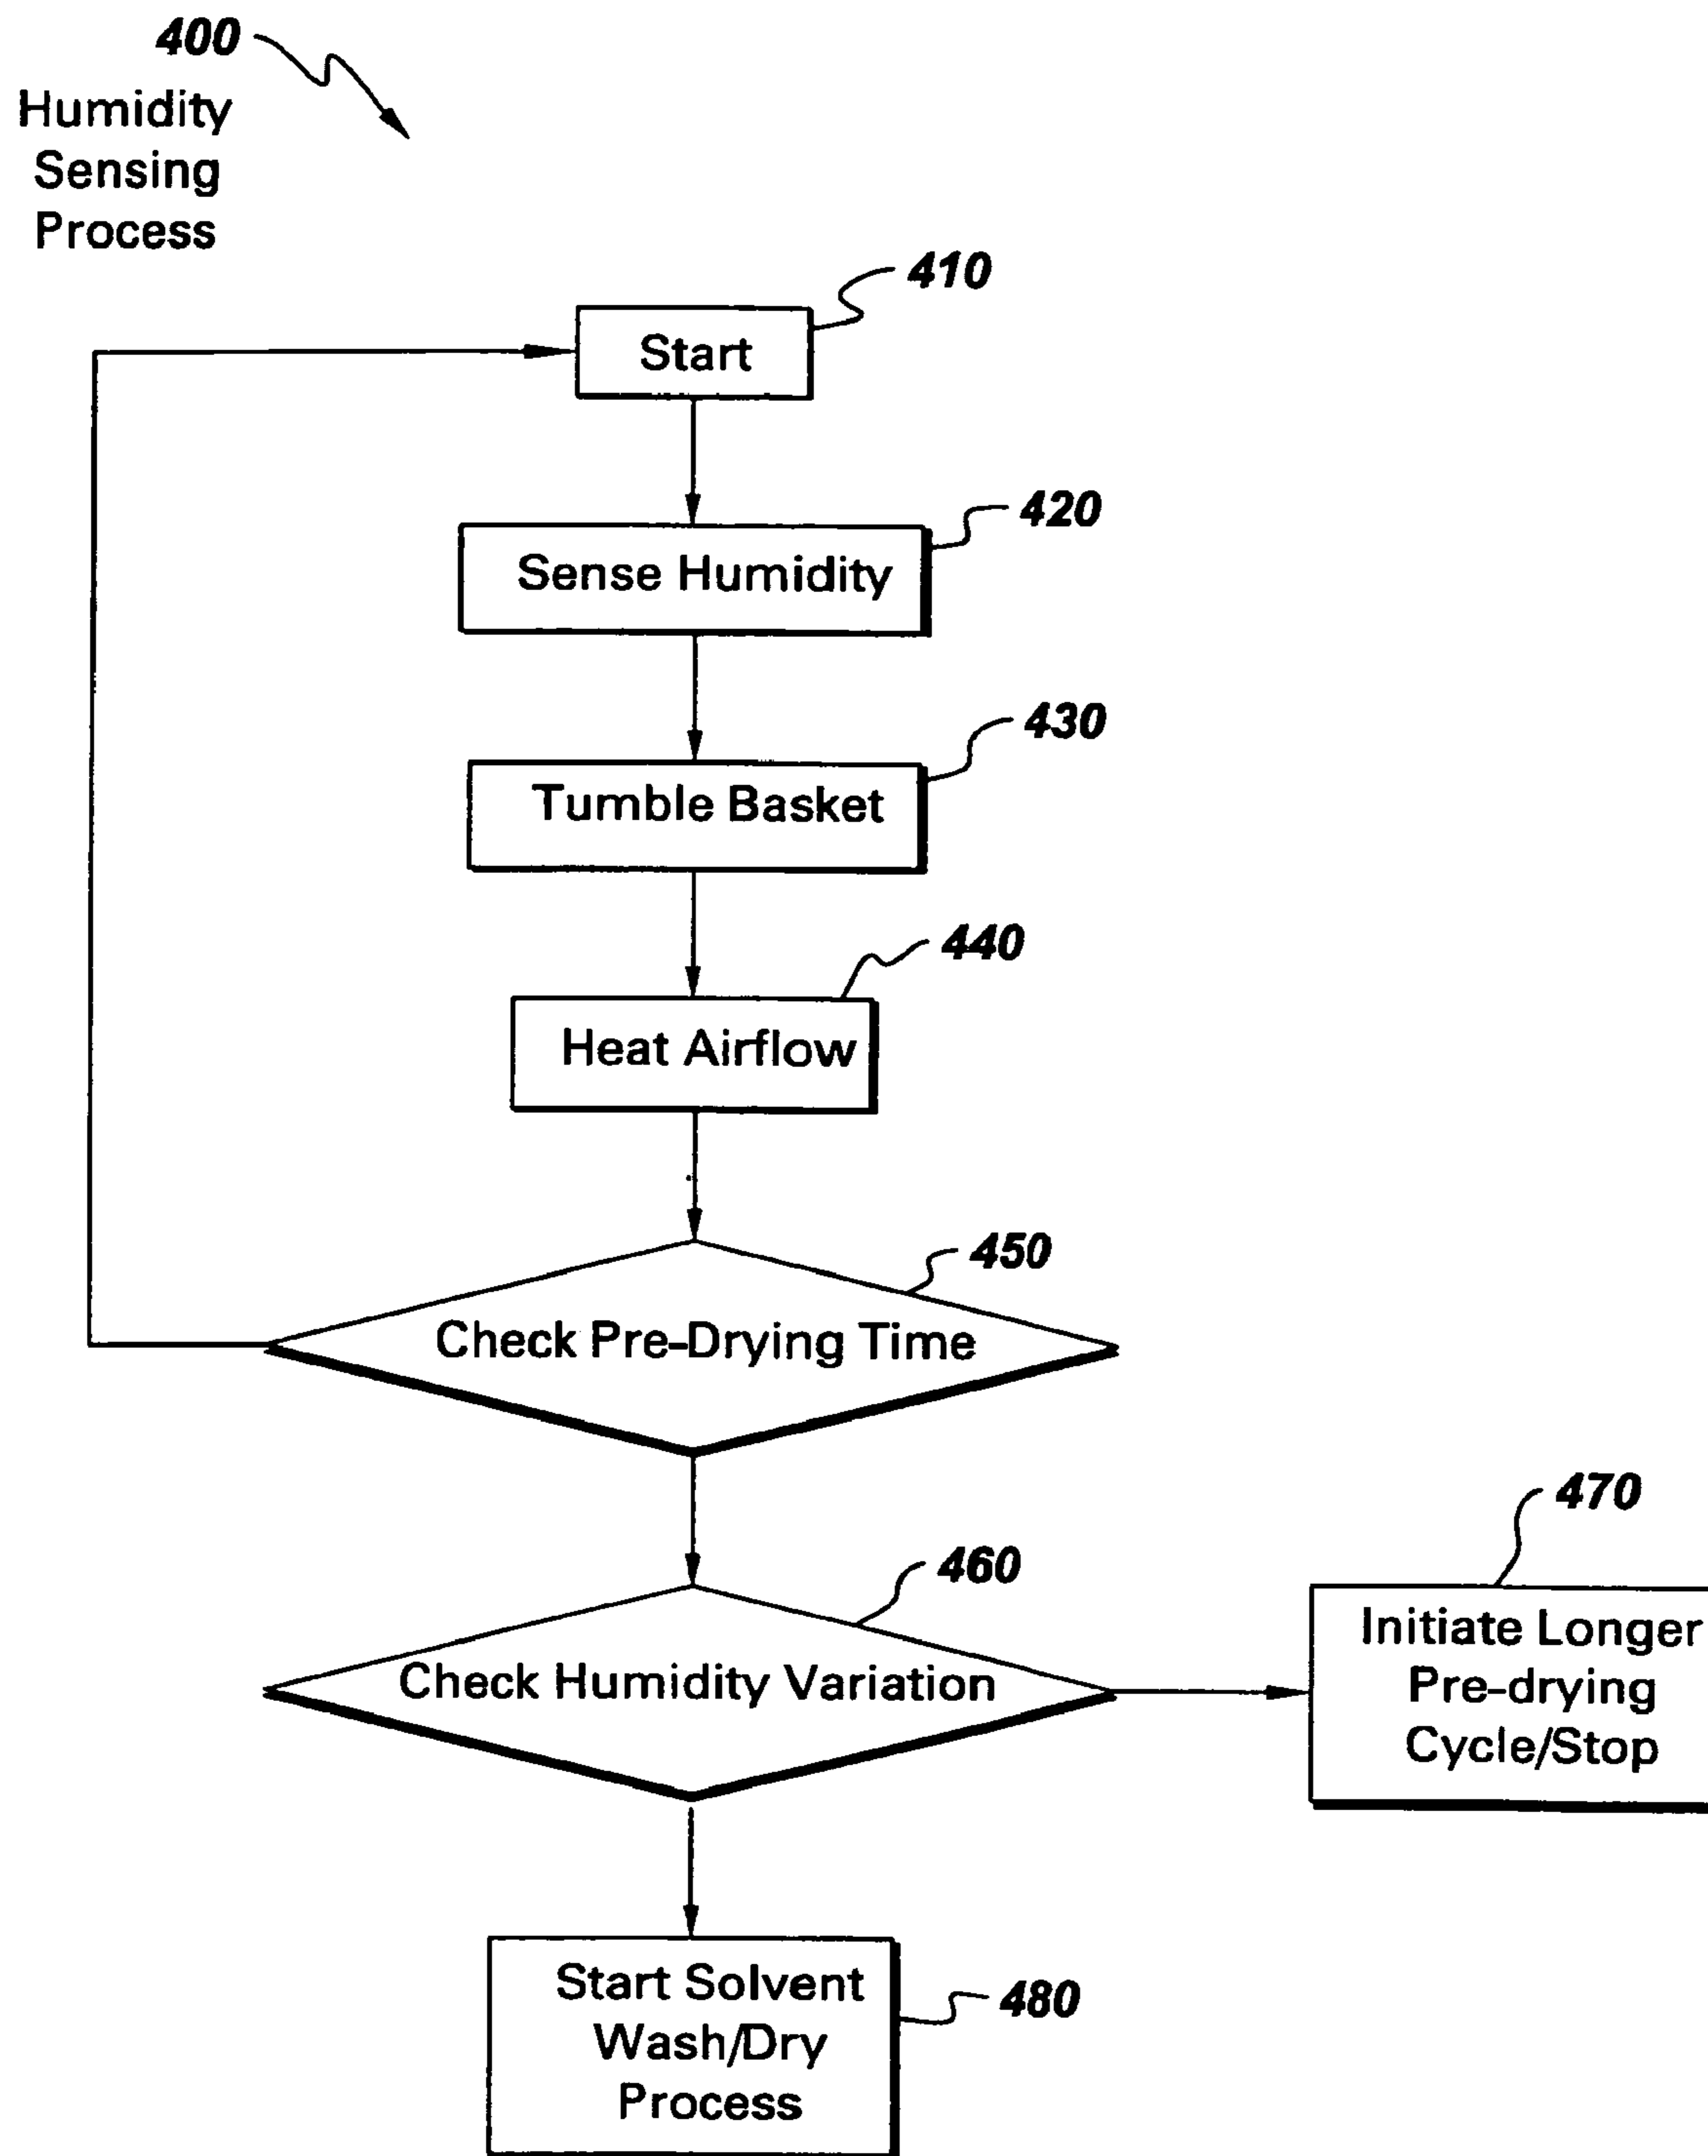 400
Humidity
Sensing
Process
410
Start
420
Sense Humidity
430
Tumble Basket
440
Heat Airflow
450
Check Pre-Drying Time
460
Check Humidity Variation
470
Initiate Longer
Pre-drying
Cycle/Stop
480
Start Solvent
Wash/Dry
Process